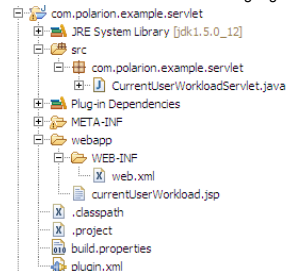 com.polarion.example.servlet
JRE System Library [jdk1.5.0_12]
src
com.polarion.example.servlet
CurrentUserWorkloadServlet.java
Plug-in Dependencies
META-INF
webapp
WEB-INF
web.xml
currentUserWorkload.jsp
.classpath
.project
build.properties
plugin.xml